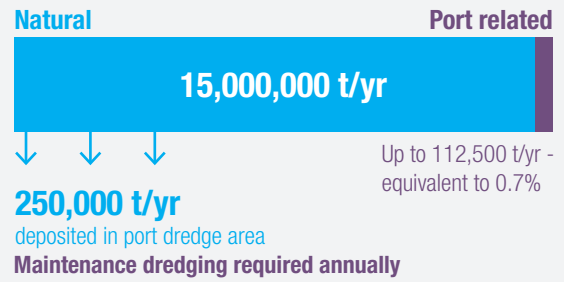 Natural
Port related
15,000,000 t/yr
Up to 112,500 t/yr -
equivalent to 0.7%
250,000 t/yr
deposited in port dredge area
Maintenance dredging required annually